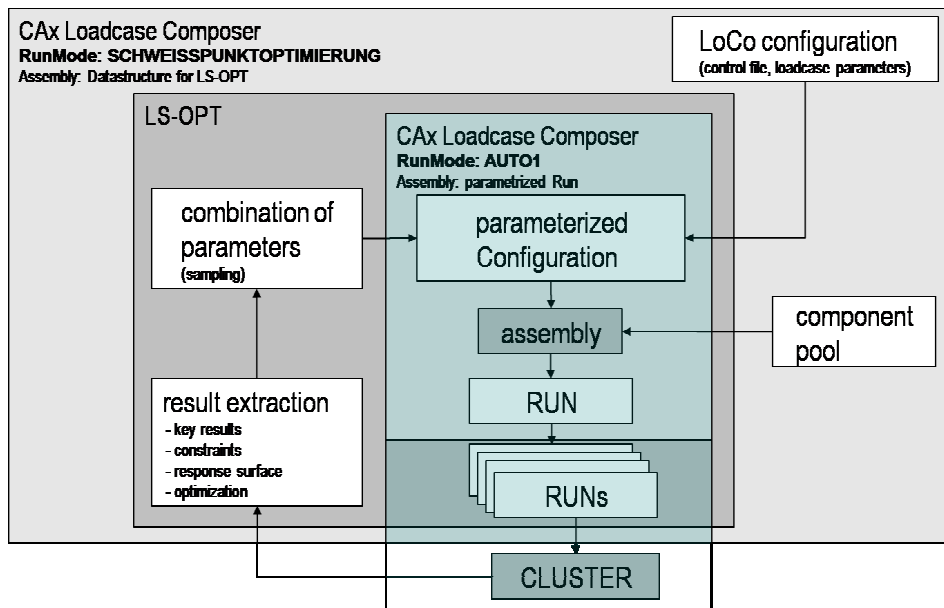 CAx Loadcase Composer
RunMode: SCHWEISSPUNKTOPTIMIERUNG
Assembly: Datastructure for LS-OPT
LoCo configuration
(control file, loadcase parameters)
LS-OPT
CAx Loadcase Composer
RunMode: AUTO1
Assembly: parametrized Run
combination of
parameters
(sampling)
parameterized
Configuration
assembly
component
pool
RUN
result extraction
- key results
- constraints
- response surface
- optimization
RUNs
CLUSTER